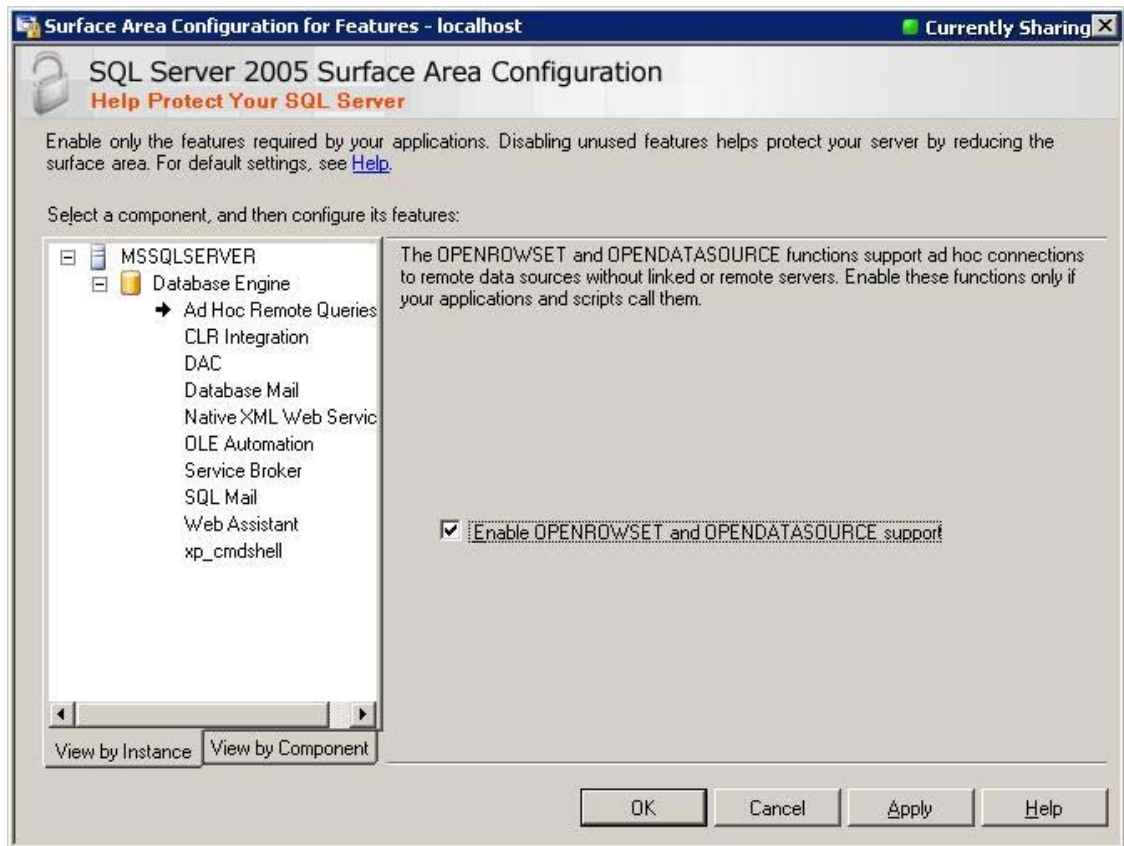 Surface Area Configuration for Features - localhost
Currently Sharing
SQL Server 2005 Surface Area Configuration
Help Protect Your SQL Server
Enable only the features required by your applications. Disabling unused features helps protect your server by reducing the
surface area. For default settings, see Help.
Select a component, and then configure its features:
MSSQLSERVER
Database Engine
Ad Hoc Remote Queries
CLR Integration
DAC
Database Mail
Native XML Web Servic
OLE Automation
Service Broker
SQL Mail
Web Assistant
xp_cmdshell
View by Instance
View by Component
The OPENROWSET and OPENDATASOURCE functions support ad hoc connections
to remote data sources without linked or remote servers. Enable these functions only if
your applications and scripts call them.
Enable OPENROWSET and OPENDATASOURCE support
OK
Cancel
Apply
Help